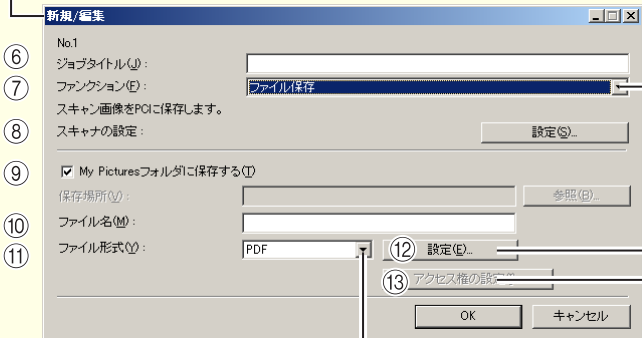 新規/編集
No.1
⑥ ジョブタイトル(J) :
⑦ ファンクション(F) : ファイル保存
スキャン画像をPCに保存します。
⑧ スキャナの設定 : 設定(S)...
⑨ My Picturesフォルダに保存する(T)
保存場所(V) : 参照(B)...
⑩ ファイル名(M) :
⑪ ファイル形式(Y) : PDF ⑫ 設定(E)...
⑬ アクセス権の設定
OK キャンセル